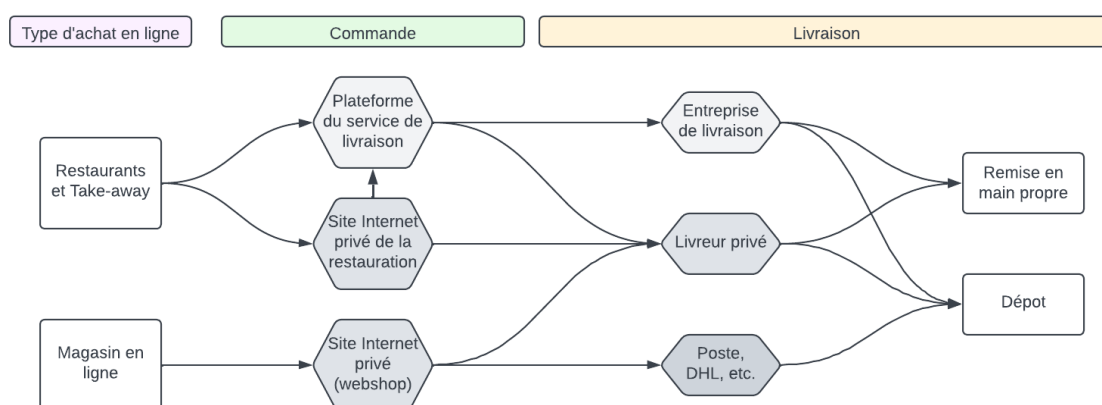 Type d'achat en ligne
Commande
Livraison
Restaurants
et Take-away
Plateforme
du service de
livraison
Entreprise
de livraison
Remise en
main propre
Site Internet
privé de la
restauration
Livreur privé
Dépot
Magasin en
ligne
Site Internet
privé
(webshop)
Poste,
DHL, etc.